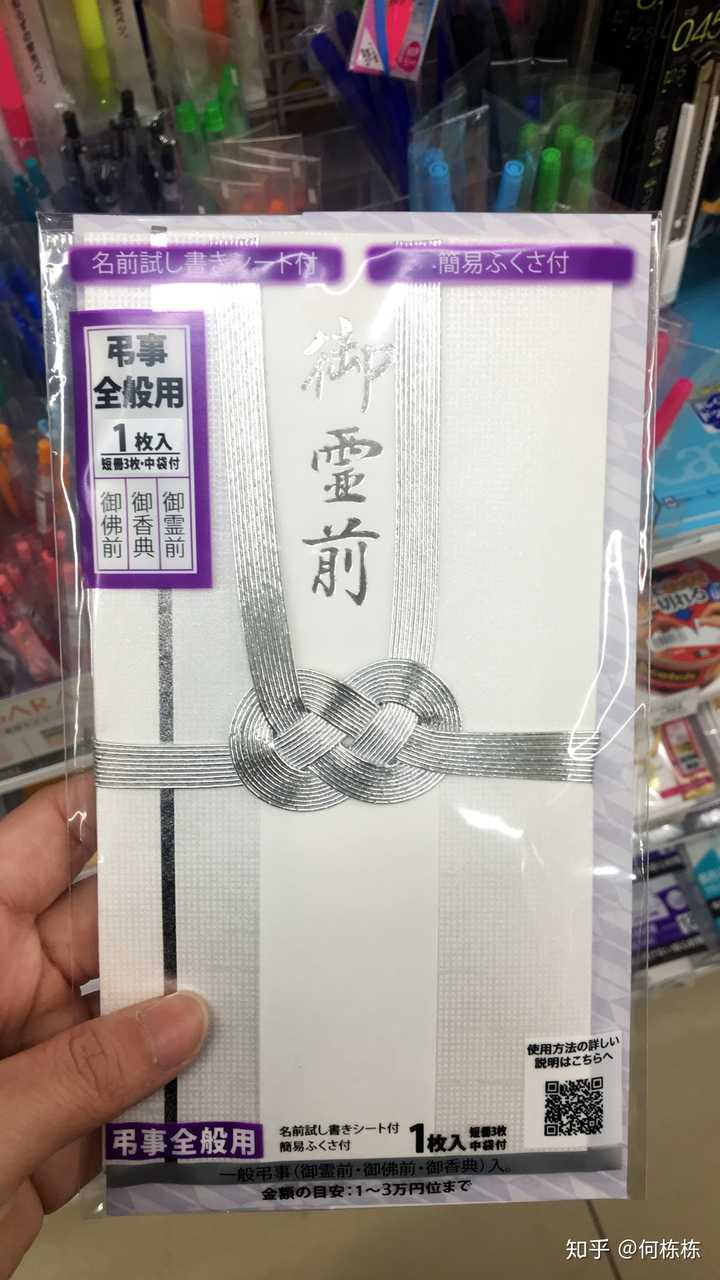 名前試し書きシート付
簡易ふくさ付
弔事
全般用
1枚入
短冊3枚・中袋付
御霊前
御香典
御佛前
御霊前
使用方法の詳しい
説明はこちらへ
弔事全般用
名前試し書きシート付
簡易ふくさ付
1枚入
短冊3枚
中袋付
一般弔事(御霊前・御佛前・御香典)入。
金額の目安:1〜3万円位まで
知乎 @何栋栋